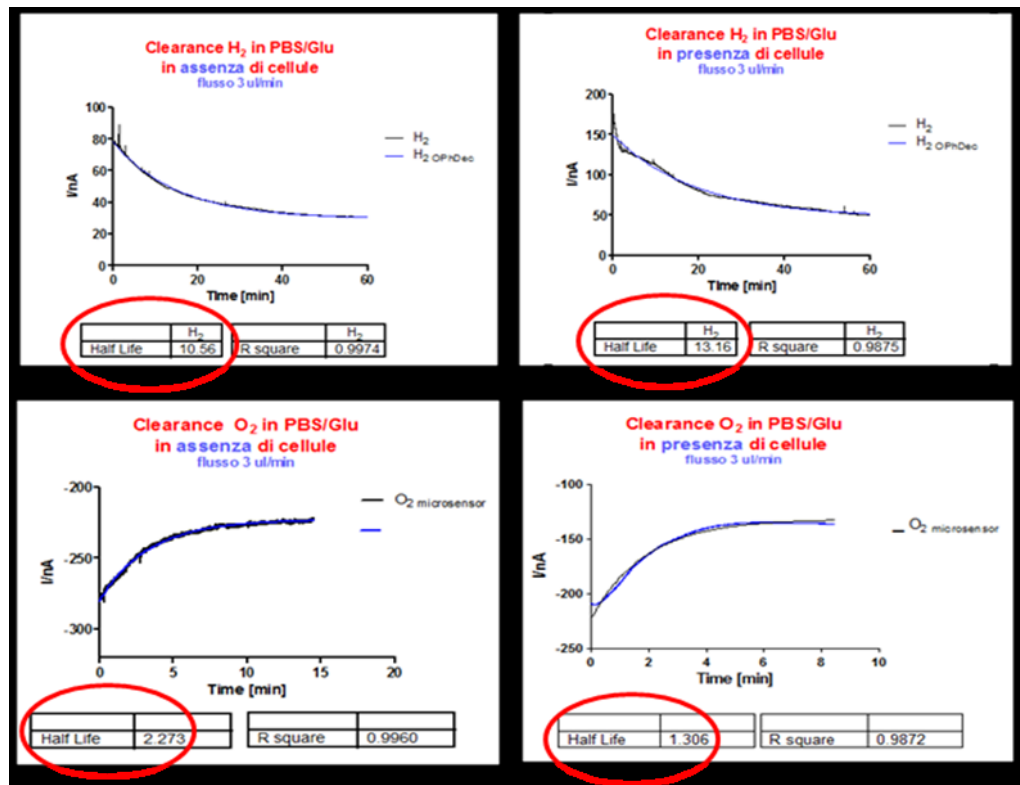 Clearance H2 in PBS/Glu
in assenza di cellule
flusso 3 ul/min
100
80
60
40
20
0
I/nA
0 20 40 60
Time [min]
H2
H2 OPhDec
H2
Half Life 10.56
H2
R square 0.9974
Clearance H2 in PBS/Glu
in presenza di cellule
flusso 3 ul/min
200
150
100
50
0
I/nA
0 20 40 60
Time [min]
H2
H2 OPhDec
H2
Half Life 13.16
H2
R square 0.9875
Clearance O2 in PBS/Glu
in assenza di cellule
flusso 3 ul/min
-200
-250
-300
I/nA
0 5 10 15 20
Time [min]
O2 microsensor
Half Life 2.273
R square 0.9960
Clearance O2 in PBS/Glu
in presenza di cellule
flusso 3 ul/min
-100
-150
-200
-250
I/nA
0 2 4 6 8 10
Time [min]
O2 microsensor
Half Life 1.306
R square 0.9872